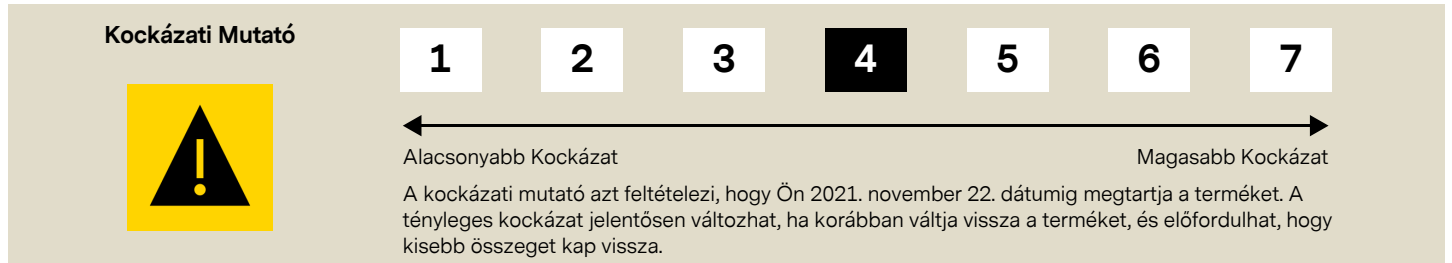 Kockázati Mutató
1 2 3 4 5 6 7
Alacsonyabb Kockázat Magasabb Kockázat
A kockázati mutató azt feltételezi, hogy Ön 2021. november 22. dátumig megtartja a terméket. A
tényleges kockázat jelentősen változhat, ha korábban váltja vissza a terméket, és előfordulhat, hogy
kisebb összeget kap vissza.